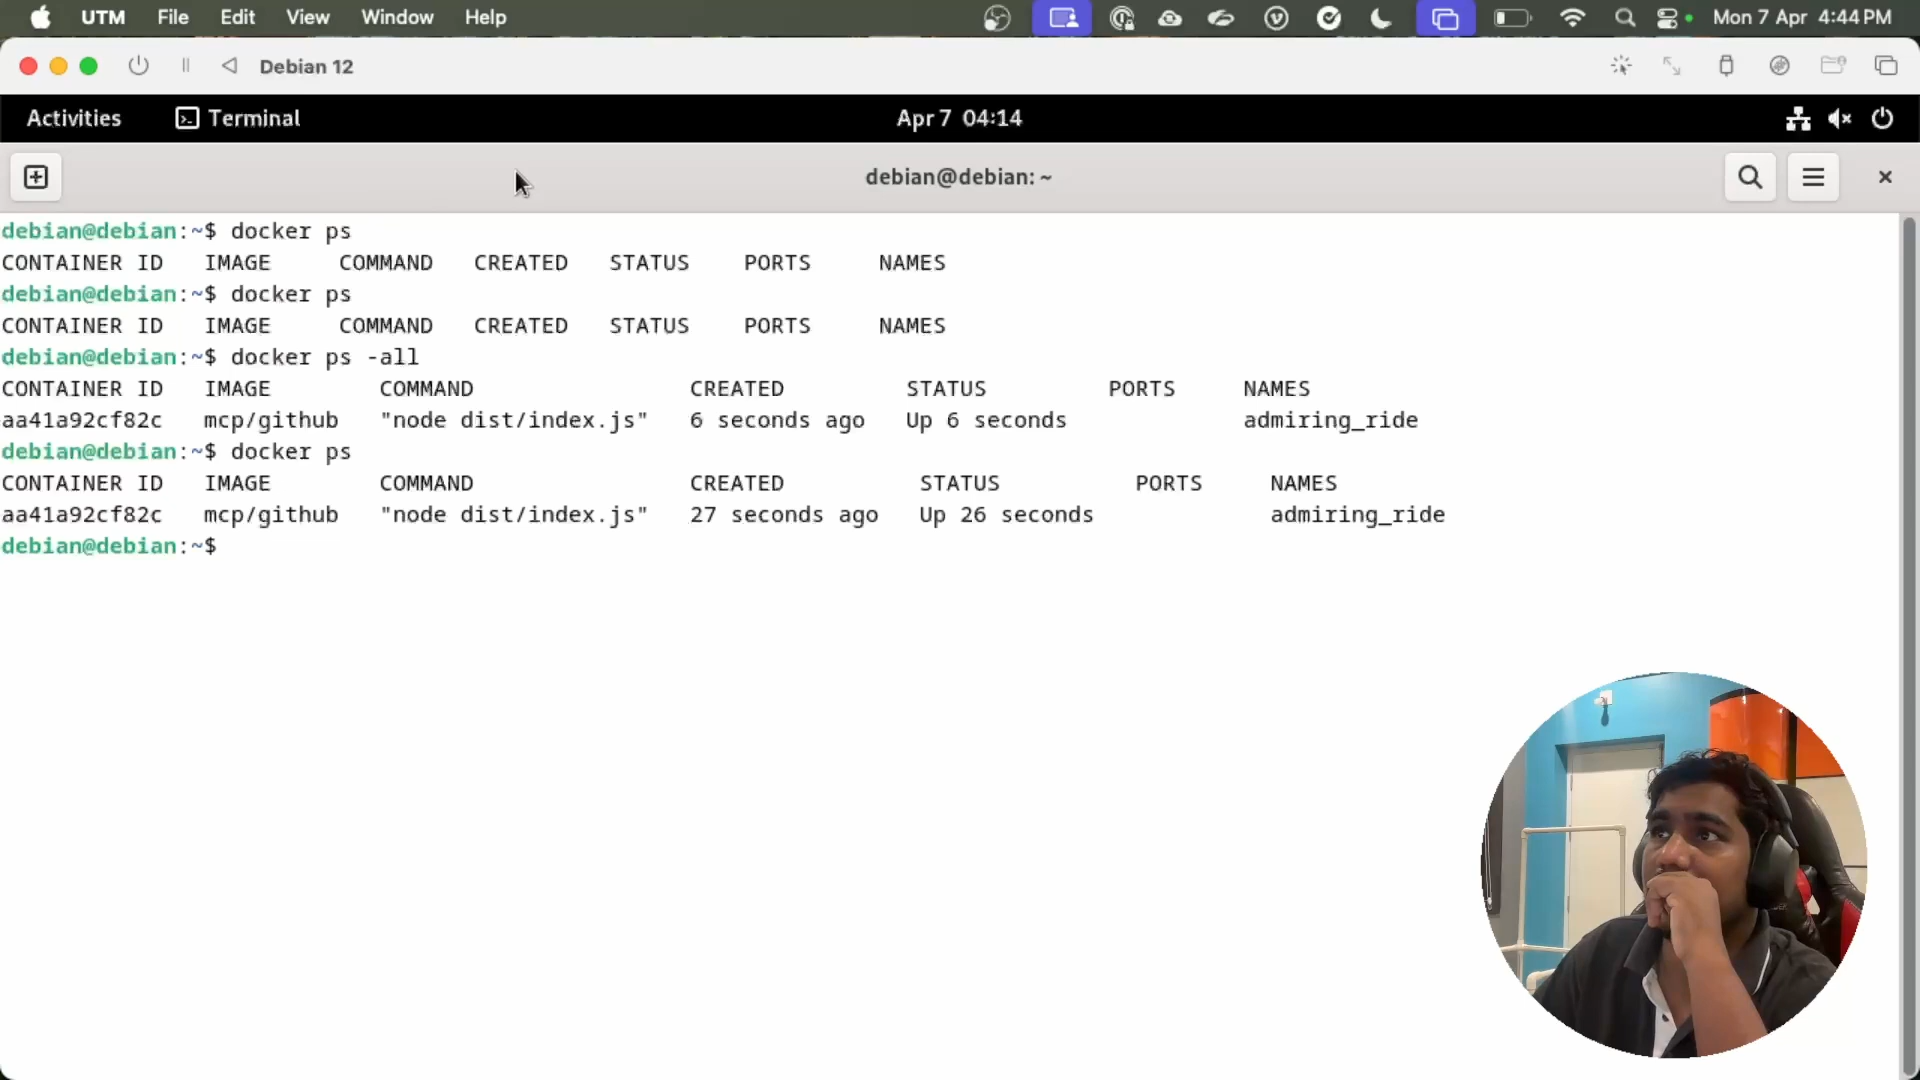 UTM File Edit View Window Help Mon 7 Apr 4:44 PM
Debian 12
Activities Terminal Apr 7 04:14
debian@debian: ~
debian@debian:~$ docker ps
CONTAINER ID IMAGE COMMAND CREATED STATUS PORTS NAMES
debian@debian:~$ docker ps
CONTAINER ID IMAGE COMMAND CREATED STATUS PORTS NAMES
debian@debian:~$ docker ps -all
CONTAINER ID IMAGE COMMAND CREATED STATUS PORTS NAMES
aa41a92cf82c mcp/github "node dist/index.js" 6 seconds ago Up 6 seconds admiring_ride
debian@debian:~$ docker ps
CONTAINER ID IMAGE COMMAND CREATED STATUS PORTS NAMES
aa41a92cf82c mcp/github "node dist/index.js" 27 seconds ago Up 26 seconds admiring_ride
debian@debian:~$